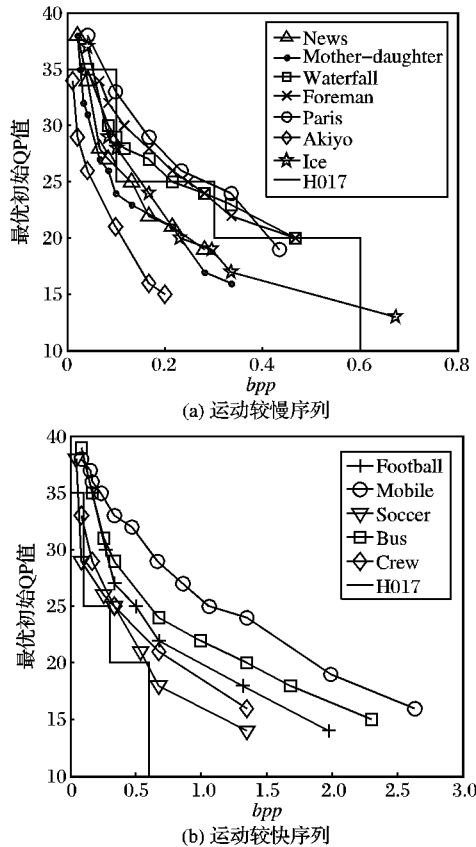 40
35
30
25
20
15
10
最优初始QP值
News
Mother-daughter
Waterfall
Foreman
Paris
Akiyo
Ice
H017
0
0.2
0.4
0.6
0.8
bpp
(a) 运动较慢序列
40
35
30
25
20
15
10
最优初始QP值
Football
Mobile
Soccer
Bus
Crew
H017
0
0.5
1.0
1.5
2.0
2.5
3.0
bpp
(b) 运动较快序列